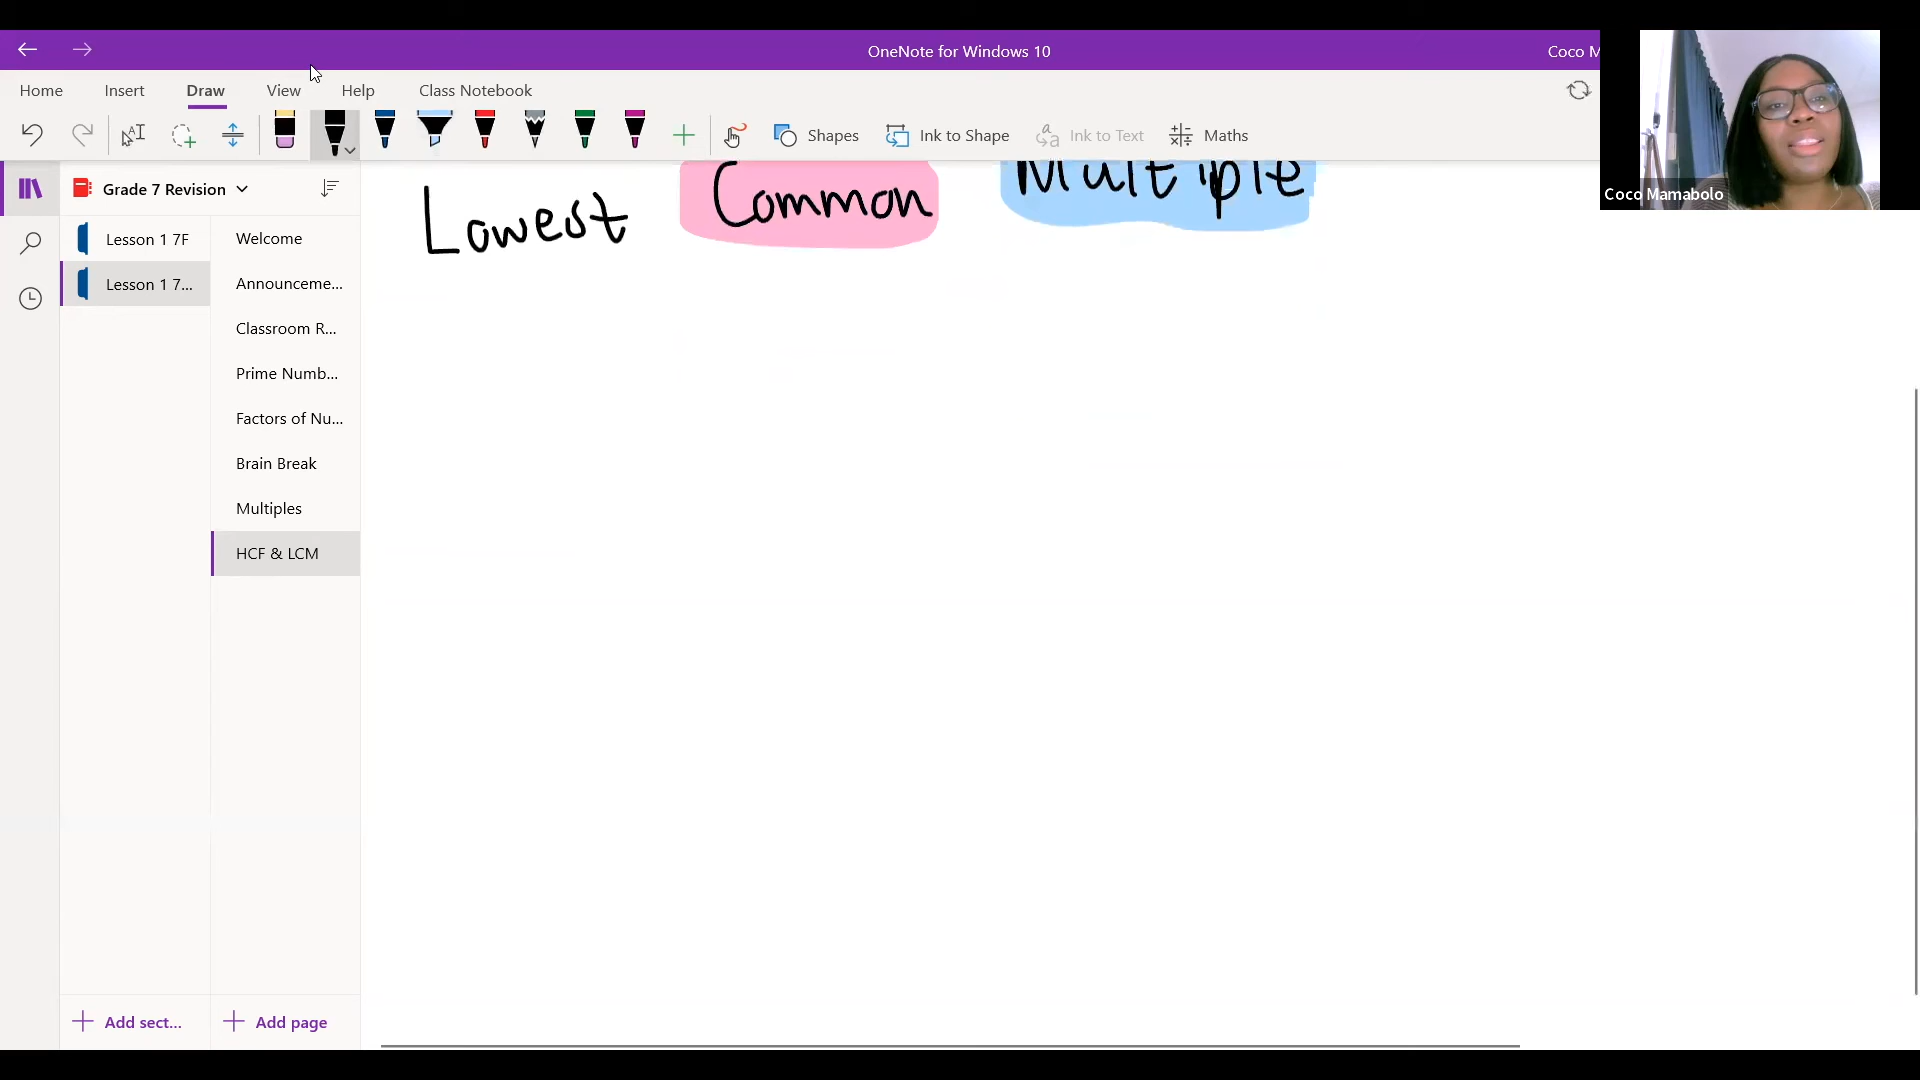 OneNote for Windows 10
Coco M
Home Insert Draw View Help Class Notebook
Shapes Ink to Shape Ink to Text Maths
Coco Mamabolo
Grade 7 Revision
Lesson 1 7F
Lesson 1 7...
Welcome
Announceme...
Classroom R...
Prime Numb...
Factors of Nu...
Brain Break
Multiples
HCF & LCM
Lowest Common Multiple
Add sect...
Add page